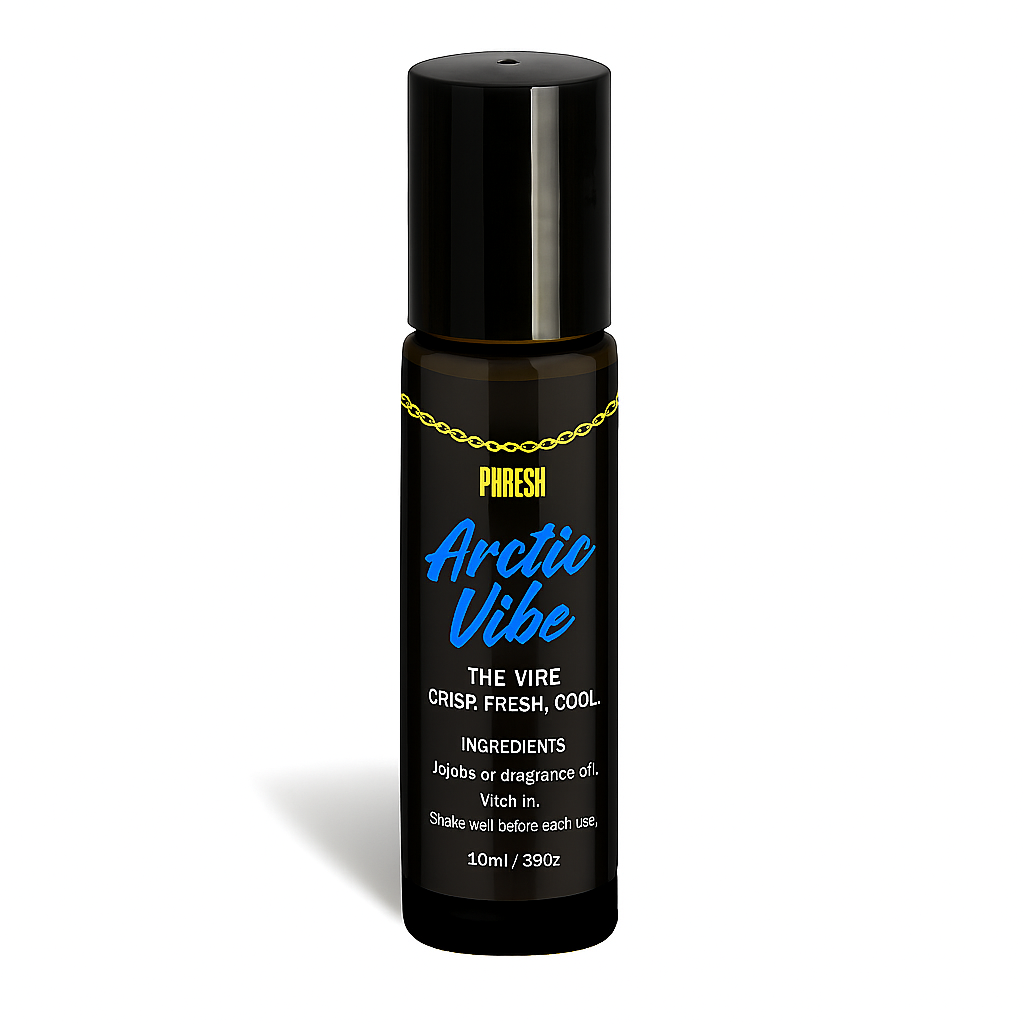 PHRESH
Arctic
Vibe
THE VIRE
CRISP. FRESH, COOL.
INGREDIENTS
Jojobs or dragrance ofl.
Vitch in.
Shake well before each use,
10ml / 390z